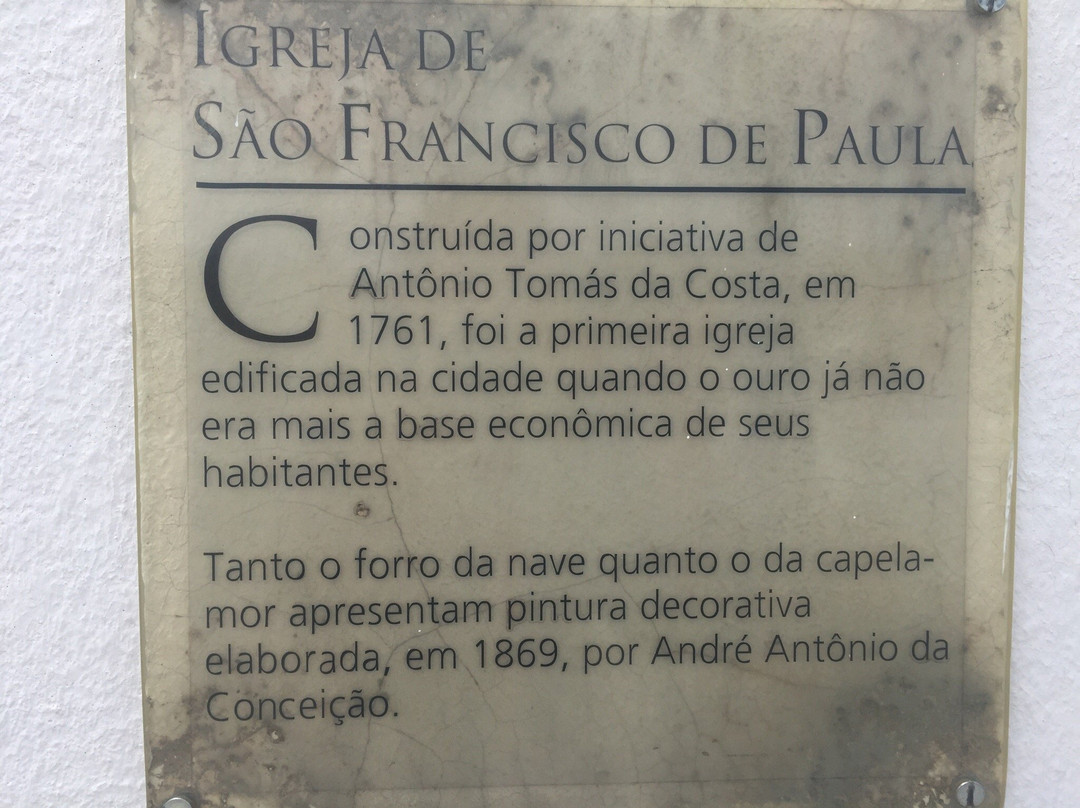 IGREJA DE
SÃO FRANCISCO DE PAULA
Construída por iniciativa de
Antônio Tomás da Costa, em
1761, foi a primeira igreja
edificada na cidade quando o ouro já não
era mais a base econômica de seus
habitantes.
Tanto o forro da nave quanto o da capela-
mor apresentam pintura decorativa
elaborada, em 1869, por André Antônio da
Conceição.